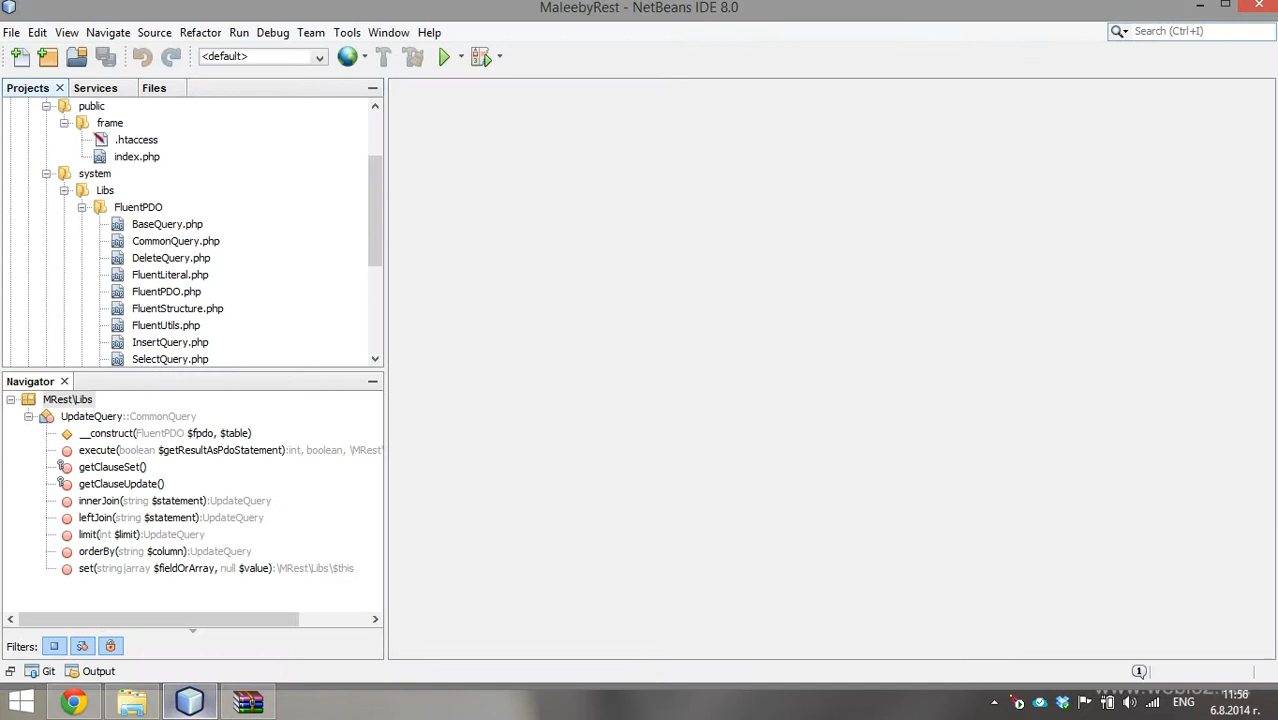 MaleebyRest - NetBeans IDE 8.0
File Edit View Navigate Source Refactor Run Debug Team Tools Window Help
Search (Ctrl+I)
<default>
Projects Services Files
public
frame
.htaccess
index.php
system
Libs
FluentPDO
BaseQuery.php
CommonQuery.php
DeleteQuery.php
FluentLiteral.php
FluentPDO.php
FluentStructure.php
FluentUtils.php
InsertQuery.php
SelectQuery.php
Navigator
MRest\Libs
UpdateQuery::CommonQuery
__construct(FluentPDO $fpdo, $table)
execute(boolean $getResultAsPdoStatement):int, boolean, \MRest
getClauseSet()
getClauseUpdate()
innerJoin(string $statement):UpdateQuery
leftJoin(string $statement):UpdateQuery
limit(int $limit):UpdateQuery
orderBy(string $column):UpdateQuery
set(string|array $fieldOrArray, null $value):\MRest\Libs\$this
Filters:
Git Output
1
ENG
11:56
6.8.2014 г.